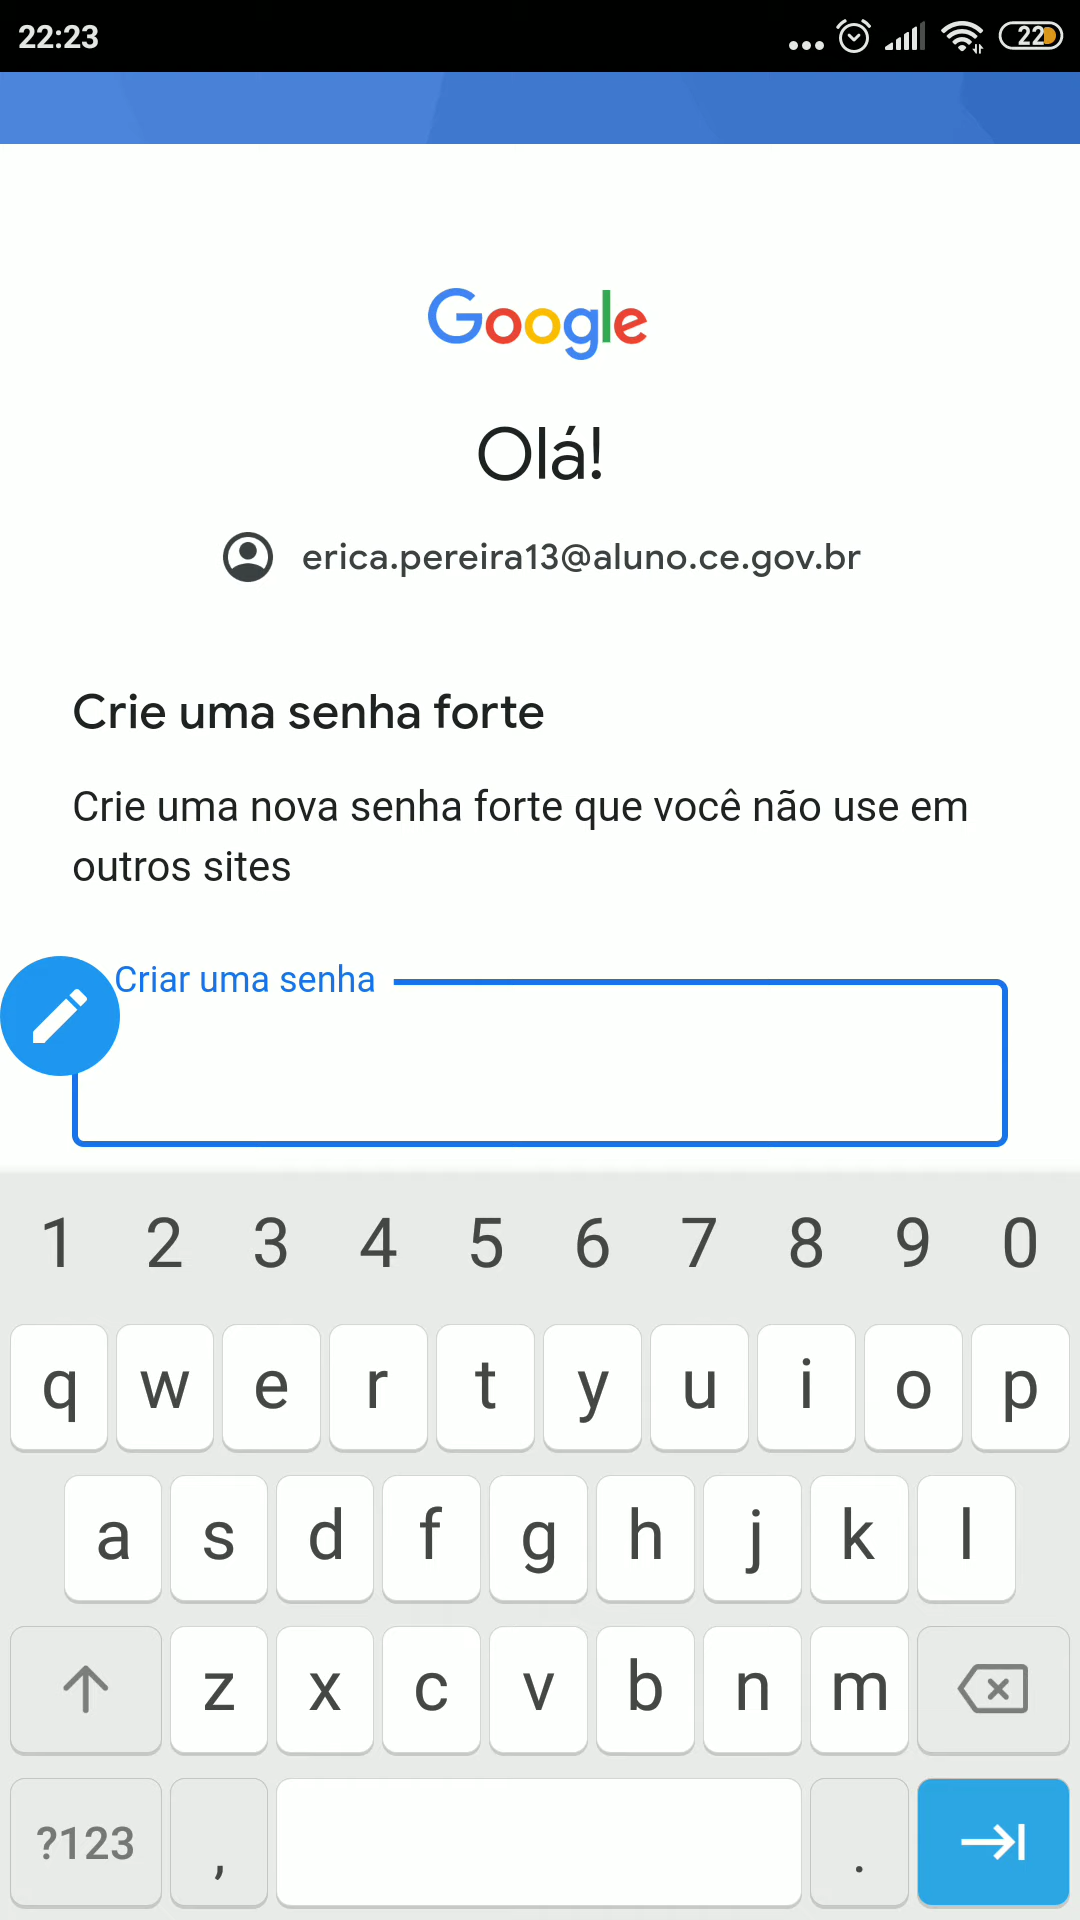 22:23
22
Google
Olá!
erica.pereira13@aluno.ce.gov.br
Crie uma senha forte
Crie uma nova senha forte que você não use em
outros sites
Criar uma senha
1 2 3 4 5 6 7 8 9 0
q w e r t y u i o p
a s d f g h j k l
z x c v b n m
?123 , .